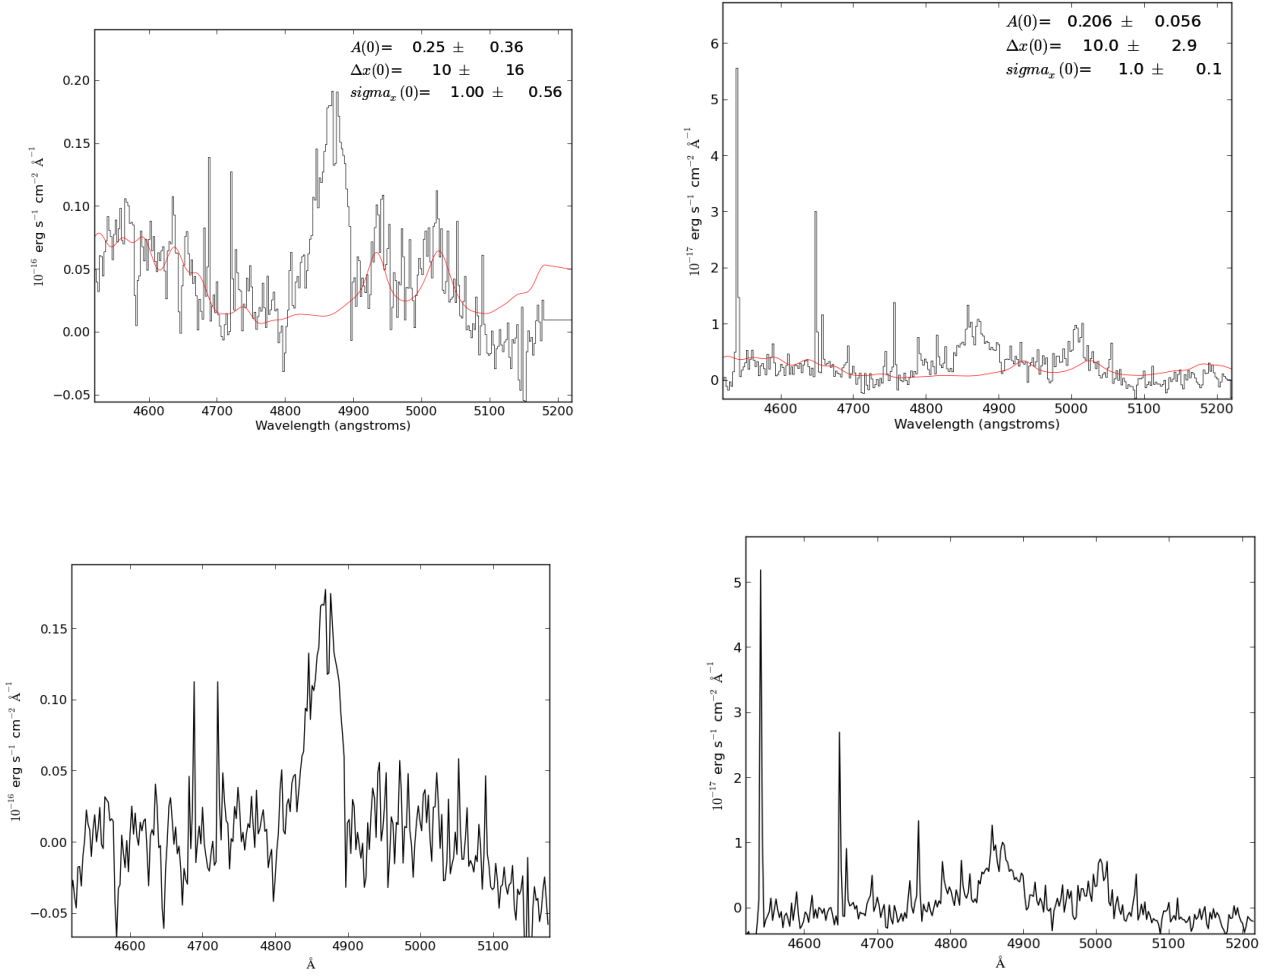 A(0)= 0.25 ± 0.36
Δx(0)= 10 ± 16
sigmaₓ(0)= 1.00 ± 0.56
0.20
0.15
0.10
0.05
0.00
−0.05
10⁻¹⁶ erg s⁻¹ cm⁻² Å⁻¹
4600 4700 4800 4900 5000 5100 5200
Wavelength (angstroms)
A(0)= 0.206 ± 0.056
Δx(0)= 10.0 ± 2.9
sigmaₓ(0)= 1.0 ± 0.1
6
5
4
3
2
1
0
10⁻¹⁷ erg s⁻¹ cm⁻² Å⁻¹
4600 4700 4800 4900 5000 5100 5200
Wavelength (angstroms)
0.15
0.10
0.05
0.00
−0.05
10⁻¹⁶ erg s⁻¹ cm⁻² Å⁻¹
4600 4700 4800 4900 5000 5100
Å
5
4
3
2
1
0
10⁻¹⁷ erg s⁻¹ cm⁻² Å⁻¹
4600 4700 4800 4900 5000 5100 5200
Å